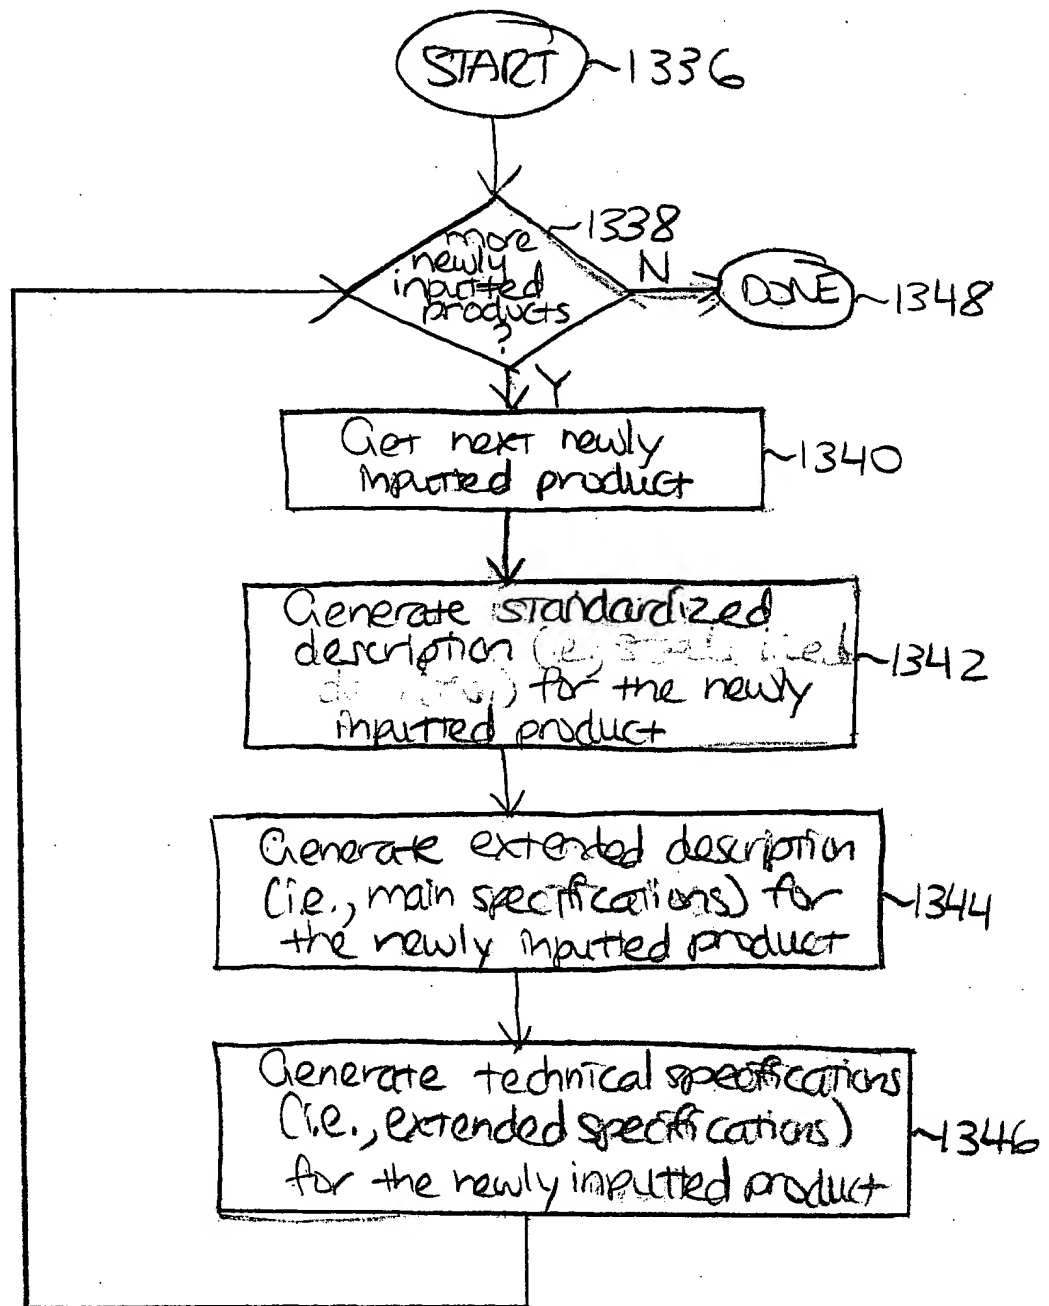 START ~1336
~1338
more
newly
inputted
products
?
N
DONE ~1348
Y
Get next newly
inputted product
~1340
Generate standardized
description (i.e.,
~1342
for the newly
inputted product
Generate extended description
(i.e., main specifications) for
~1344
the newly inputted product
Generate technical specifications
(i.e., extended specifications)
~1346
for the newly inputted product